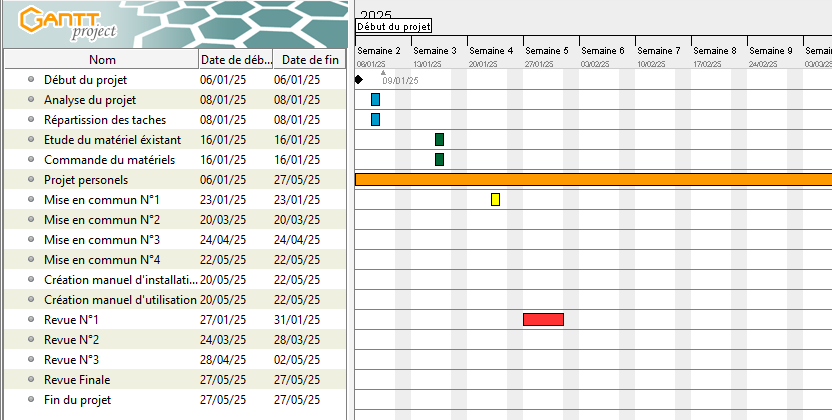 GANTT
project
2025
Début du projet
Nom Date de déb... Date de fin
Semaine 2 Semaine 3 Semaine 4 Semaine 5 Semaine 6 Semaine 7 Semaine 8 Semaine 9 Semaine
06/01/25 13/01/25 20/01/25 27/01/25 03/02/25 10/02/25 17/02/25 24/02/25 03/03/25
09/01/25
Début du projet 06/01/25 06/01/25
Analyse du projet 08/01/25 08/01/25
Répartission des taches 08/01/25 08/01/25
Etude du matériel éxistant 16/01/25 16/01/25
Commande du matériels 16/01/25 16/01/25
Projet personels 06/01/25 27/05/25
Mise en commun N°1 23/01/25 23/01/25
Mise en commun N°2 20/03/25 20/03/25
Mise en commun N°3 24/04/25 24/04/25
Mise en commun N°4 22/05/25 22/05/25
Création manuel d'installati... 20/05/25 22/05/25
Création manuel d'utilisation 20/05/25 22/05/25
Revue N°1 27/01/25 31/01/25
Revue N°2 24/03/25 28/03/25
Revue N°3 28/04/25 02/05/25
Revue Finale 27/05/25 27/05/25
Fin du projet 27/05/25 27/05/25